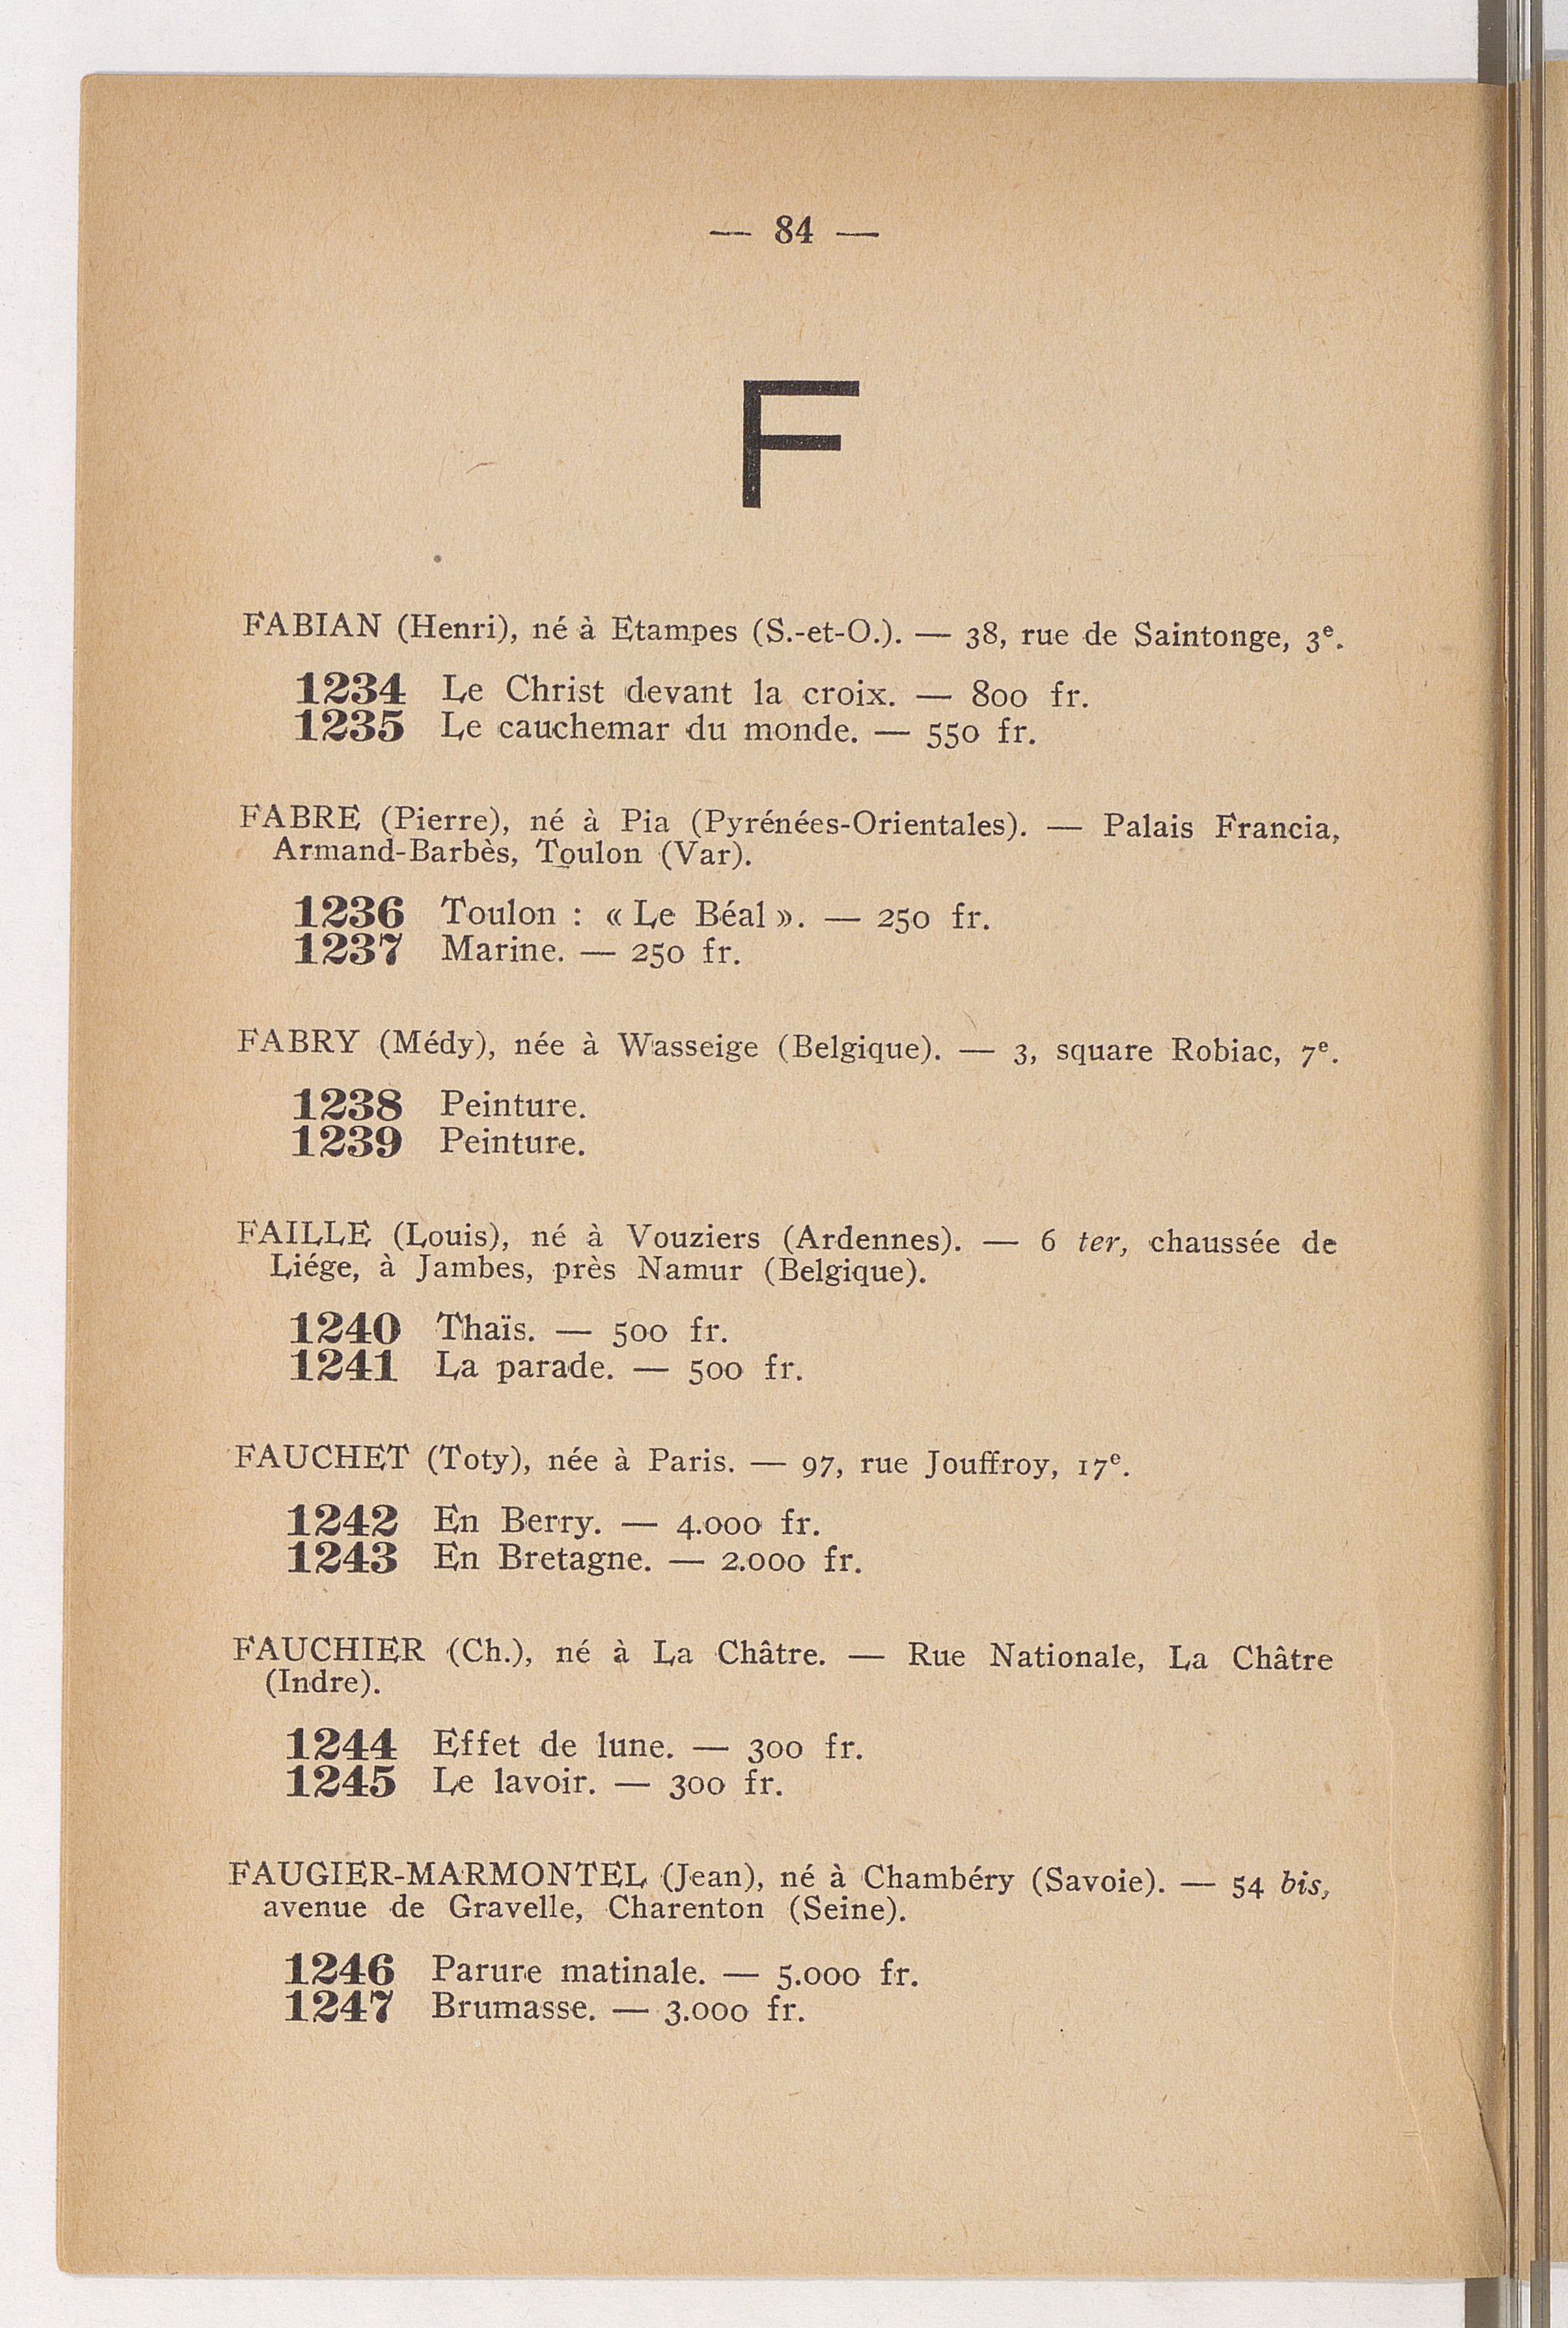 — 84 —
F
FABIAN (Henri), né à Etampes (S.-et-O.). — 38, rue de Saintonge, 3e.
1234 Le Christ devant la croix. — 800 fr.
1235 Le cauchemar du monde. — 550 fr.
FABRE (Pierre), né à Pia (Pyrénées-Orientales). — Palais Francia,
Armand-Barbès, Toulon (Var).
1236 Toulon : « Le Béal ». — 250 fr.
1237 Marine. — 250 fr.
FABRY (Médy), née à Wasseige (Belgique). — 3, square Robiac, 7e.
1238 Peinture.
1239 Peinture.
FAILLE (Louis), né à Vouziers (Ardennes). — 6 ter, chaussée de
Liége, à Jambes, près Namur (Belgique).
1240 Thaïs. — 500 fr.
1241 La parade. — 500 fr.
FAUCHET (Toty), née à Paris. — 97, rue Jouffroy, 17e.
1242 En Berry. — 4.000 fr.
1243 En Bretagne. — 2.000 fr.
FAUCHIER (Ch.), né à La Châtre. — Rue Nationale, La Châtre
(Indre).
1244 Effet de lune. — 300 fr.
1245 Le lavoir. — 300 fr.
FAUGIER-MARMONTEL (Jean), né à Chambéry (Savoie). — 54 bis,
avenue de Gravelle, Charenton (Seine).
1246 Parure matinale. — 5.000 fr.
1247 Brumasse. — 3.000 fr.